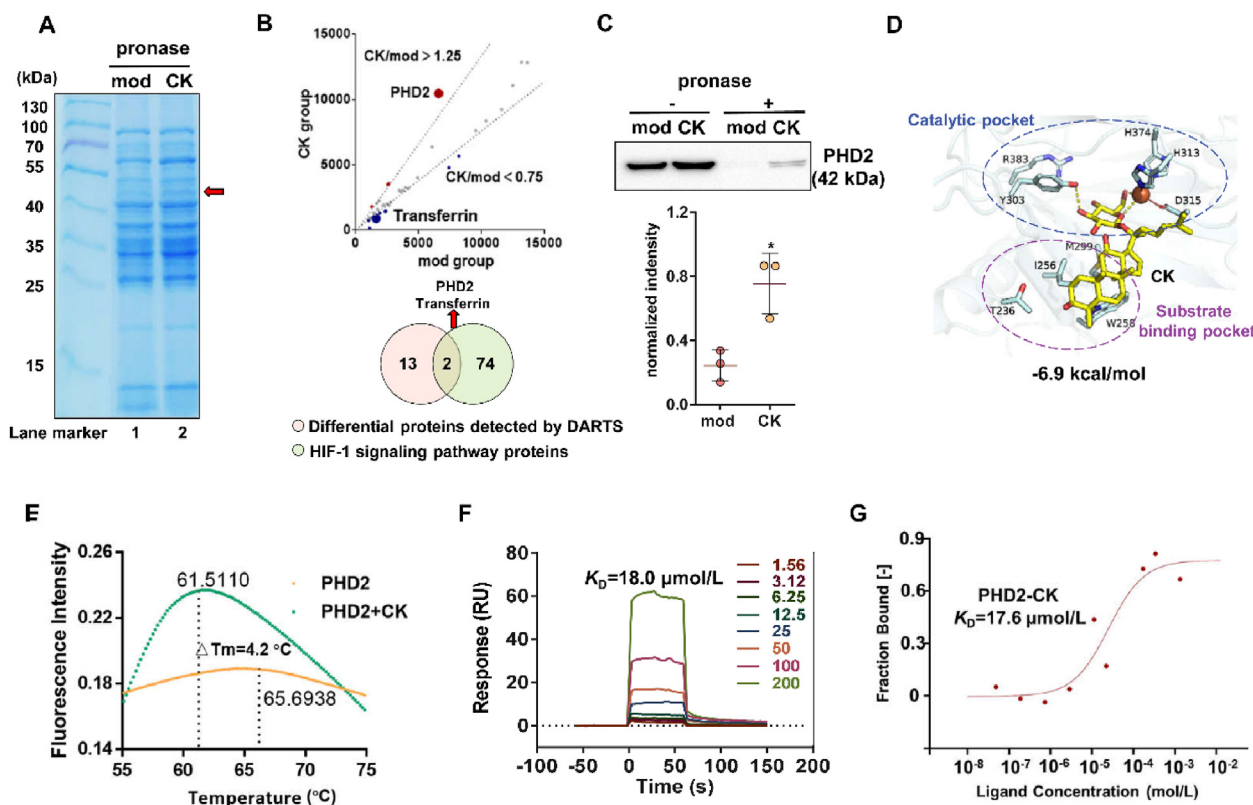 A
pronase
(kDa)
mod CK
130
100
70
55
40
35
25
15
Lane marker 1 2
B
15000
10000
5000
0
CK group
CK/mod > 1.25
PHD2
CK/mod < 0.75
Transferrin
0 5000 10000 15000
mod group
PHD2
Transferrin
13 2 74
Differential proteins detected by DARTS
HIF-1 signaling pathway proteins
C
pronase
- +
mod CK mod CK
PHD2
(42 kDa)
normalized indensity
1.2
0.8
0.4
0.0
*
mod CK
D
Catalytic pocket
H374
H313
R383
Y303
D315
M299
I256
CK
T236
W258
Substrate
binding pocket
-6.9 kcal/mol
E
Fluorescence Intensity
0.26
0.22
0.18
0.14
61.5110
PHD2
PHD2+CK
△ Tm=4.2 °C
65.6938
55 60 65 70 75
Temperature (°C)
F
Response (RU)
80
60
40
20
0
KD=18.0 μmol/L
1.56
3.12
6.25
12.5
25
50
100
200
-100 -50 0 50 100 150 200
Time (s)
G
Fraction Bound [-]
1.2
0.8
0.4
0
PHD2-CK
KD=17.6 μmol/L
10-8 10-7 10-6 10-5 10-4 10-3 10-2
Ligand Concentration (mol/L)